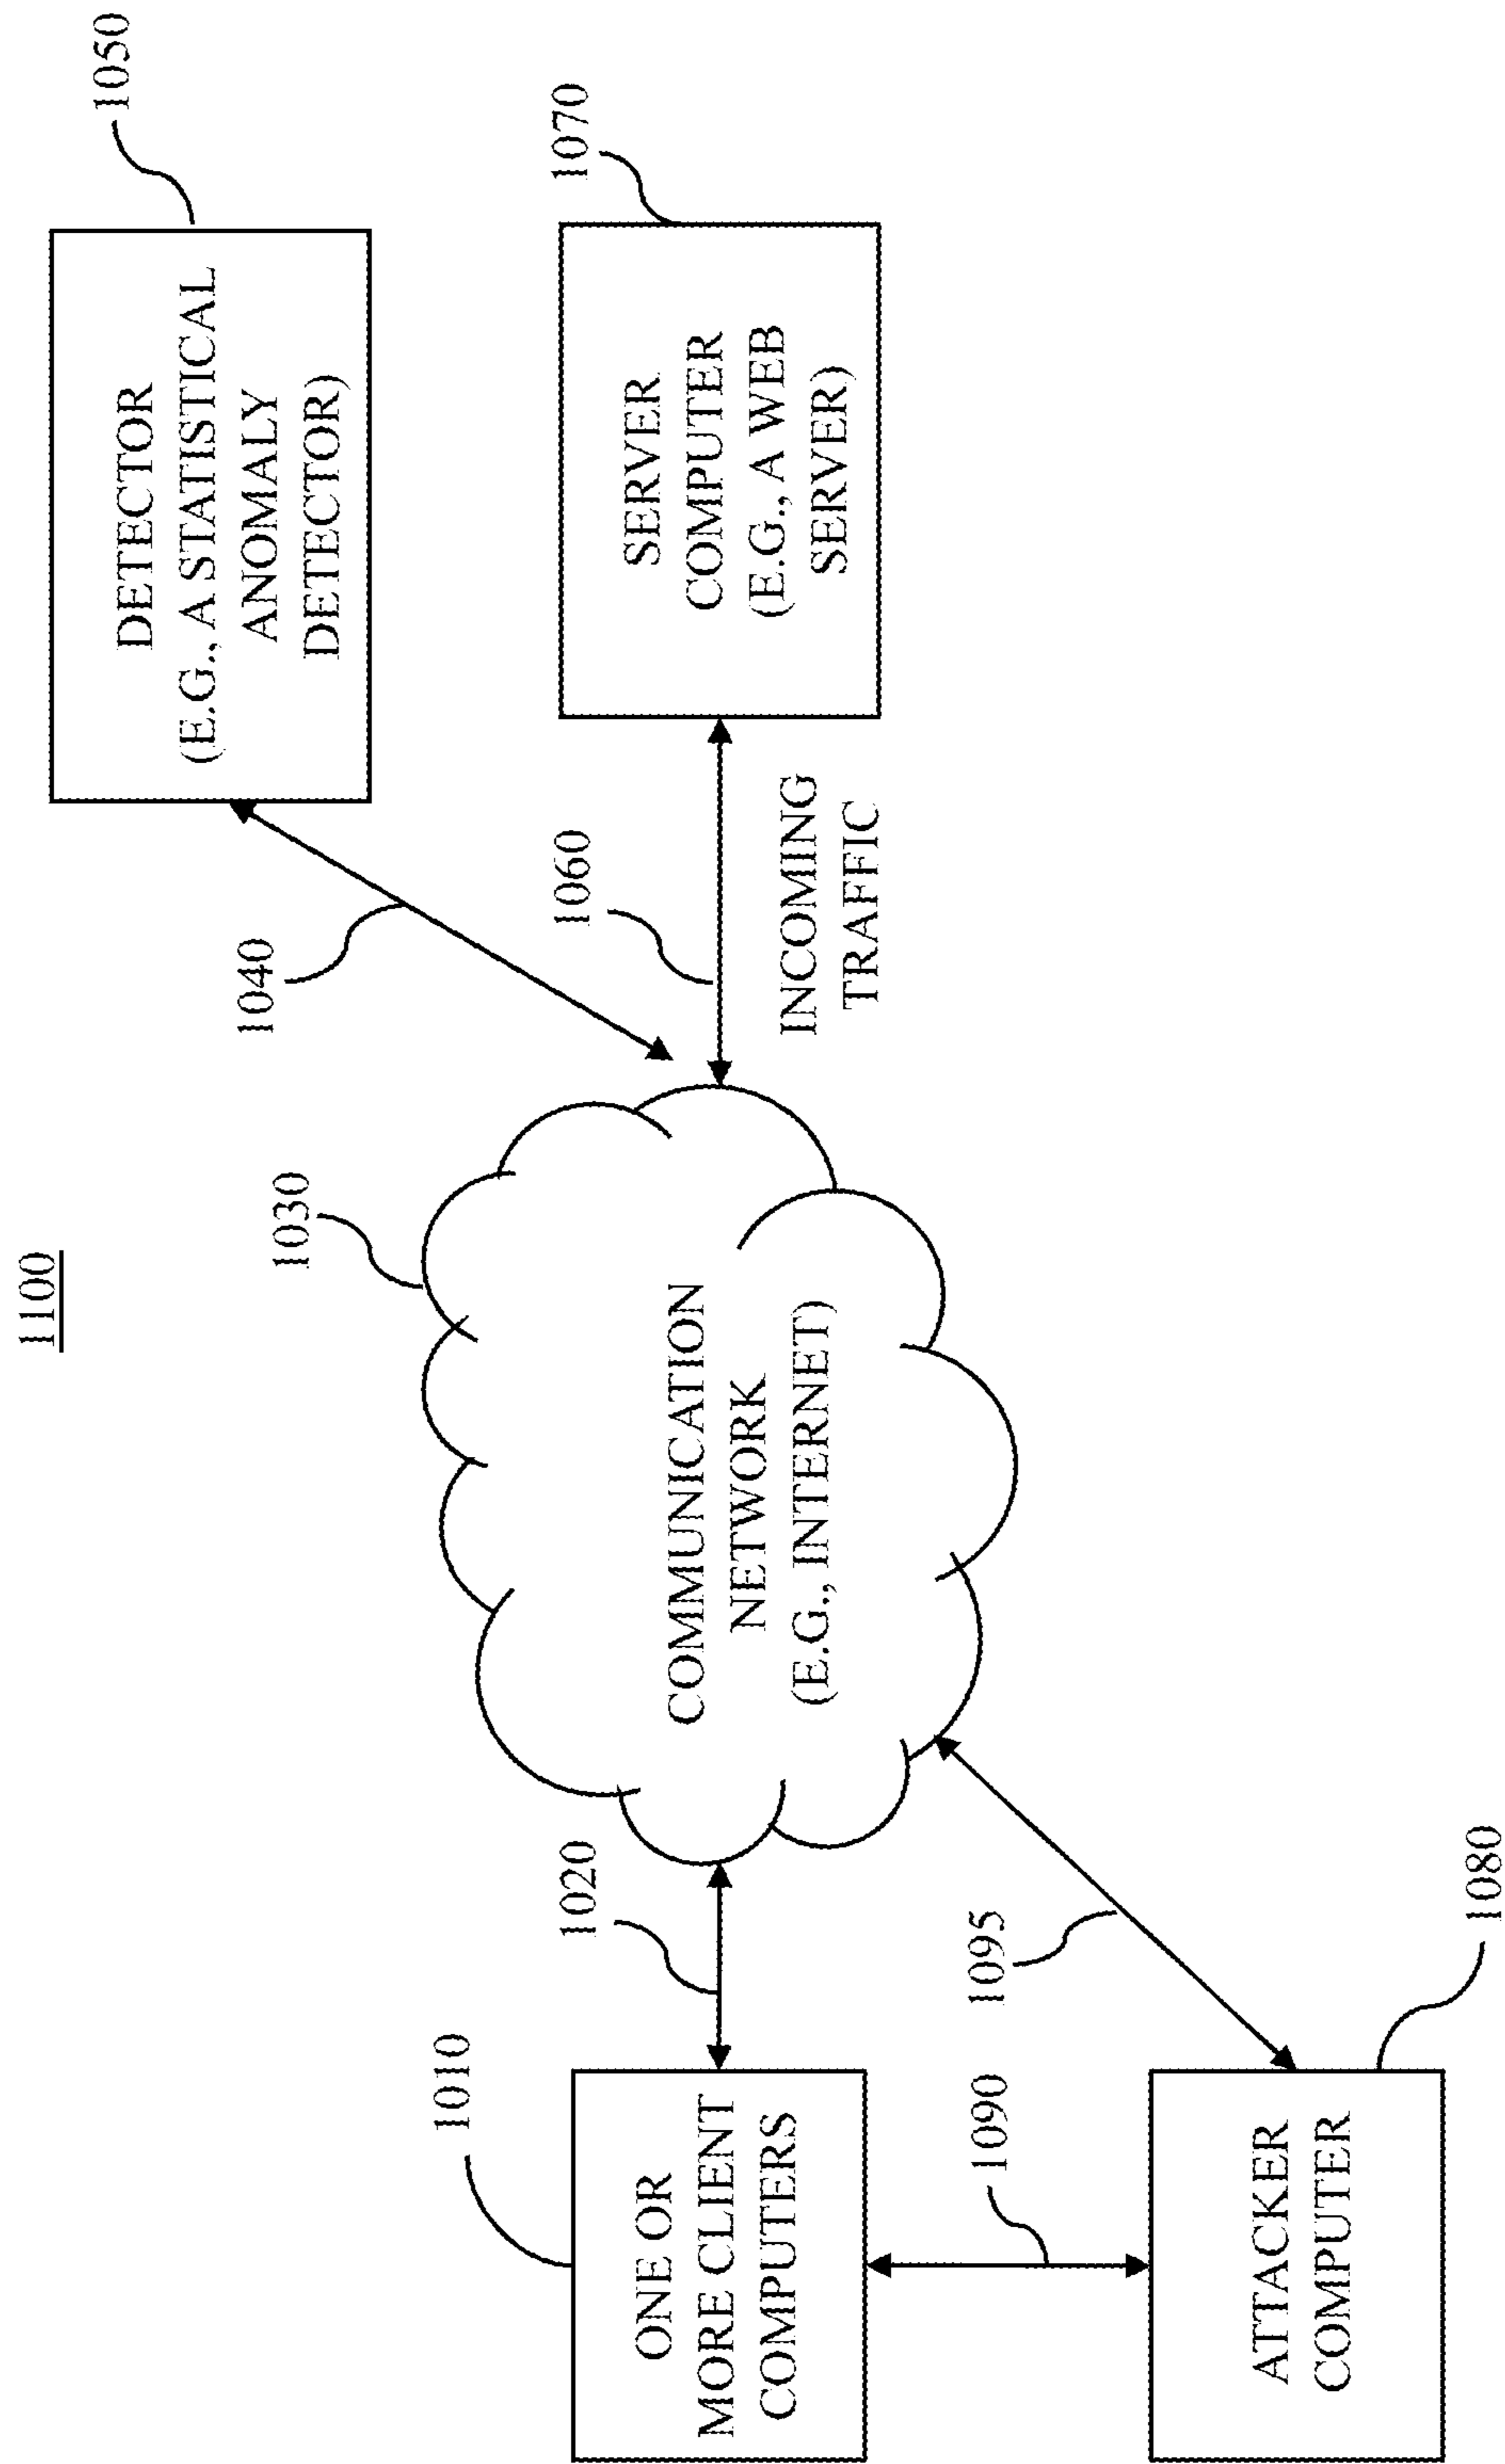 1100
1050
DETECTOR
(E.G., A STATISTICAL
ANOMALY
DETECTOR)
1040
1030
1070
SERVER
COMPUTER
(E.G., A WEB
SERVER)
1060
INCOMING
TRAFFIC
COMMUNICATION
NETWORK
(E.G., INTERNET)
1020
1010
ONE OR
MORE CLIENT
COMPUTERS
1090
1095
1080
ATTACKER
COMPUTER